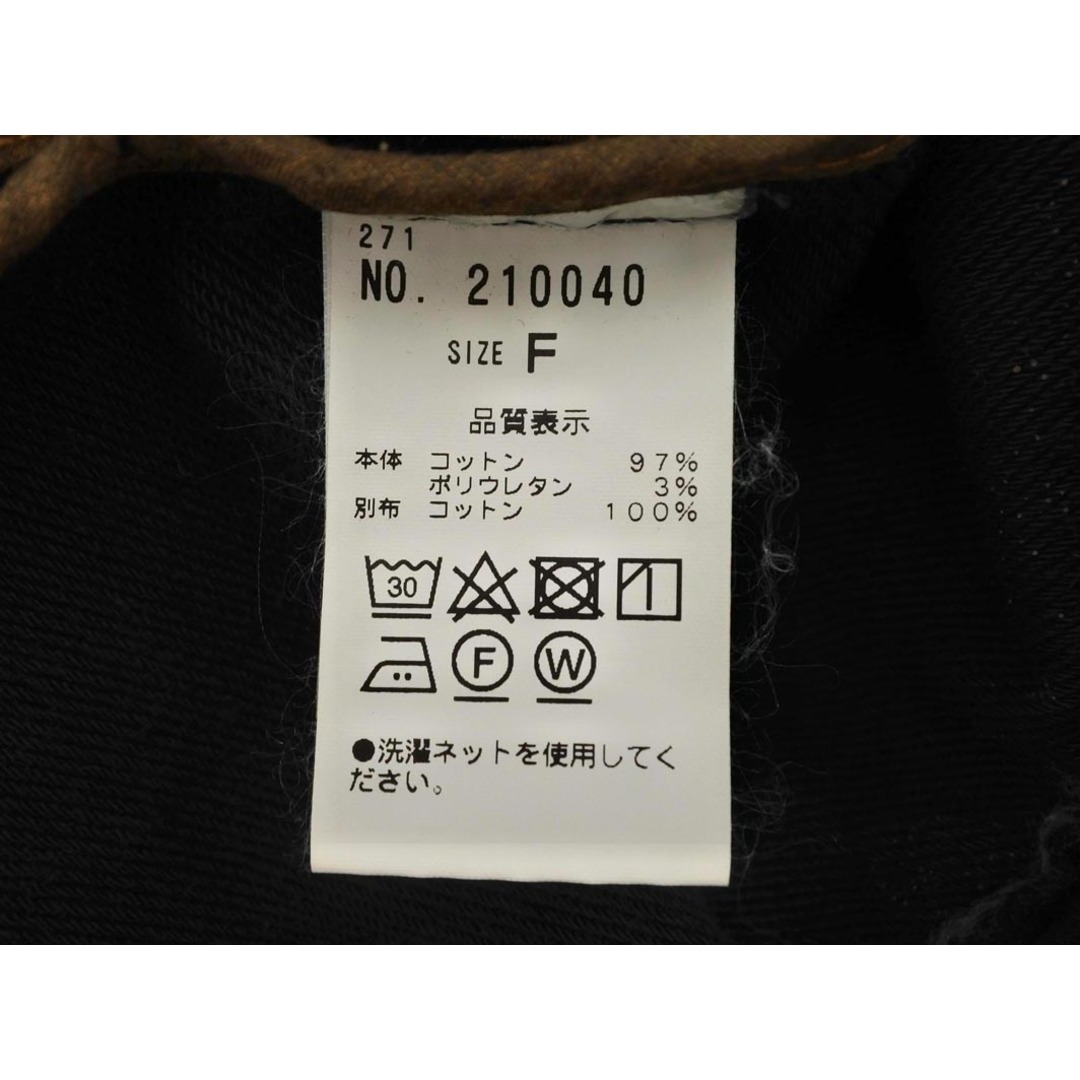 271
NO. 210040
SIZE F
品質表示
本体 コットン 97%
ポリウレタン 3%
別布 コットン 100%
30
F W
●洗濯ネットを使用してく
ださい。